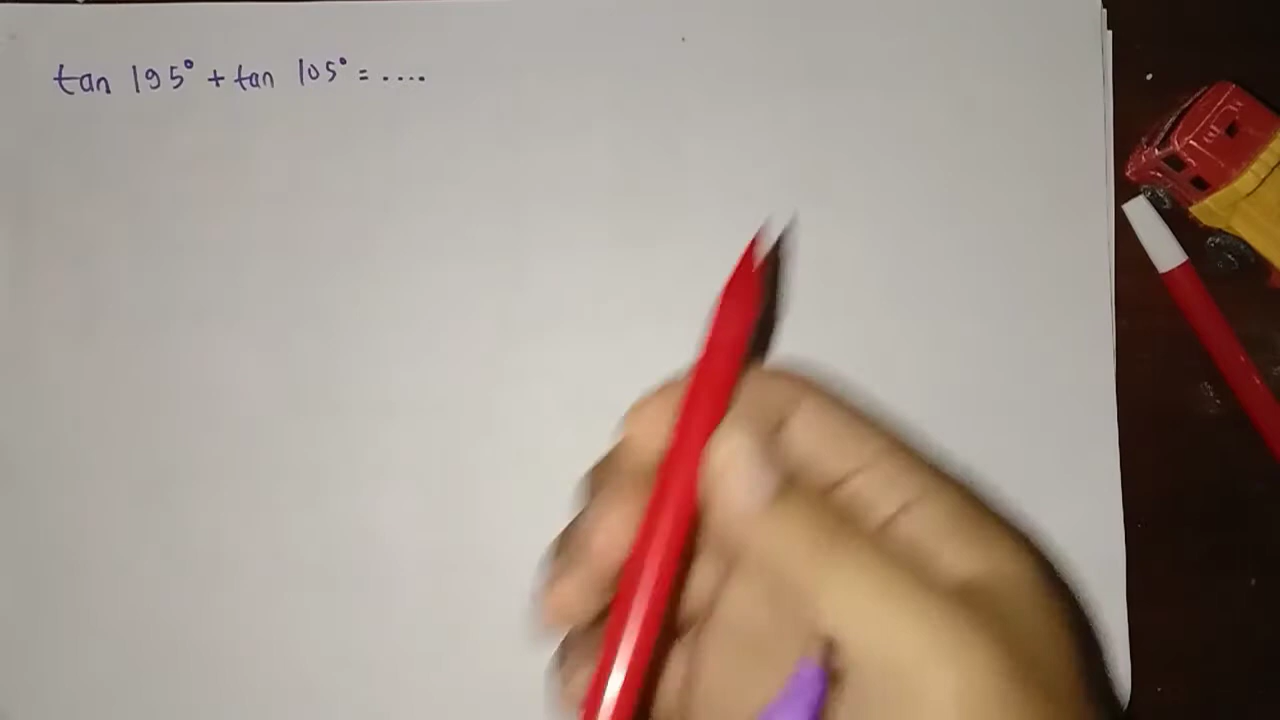 tan 195° + tan 105° = ....